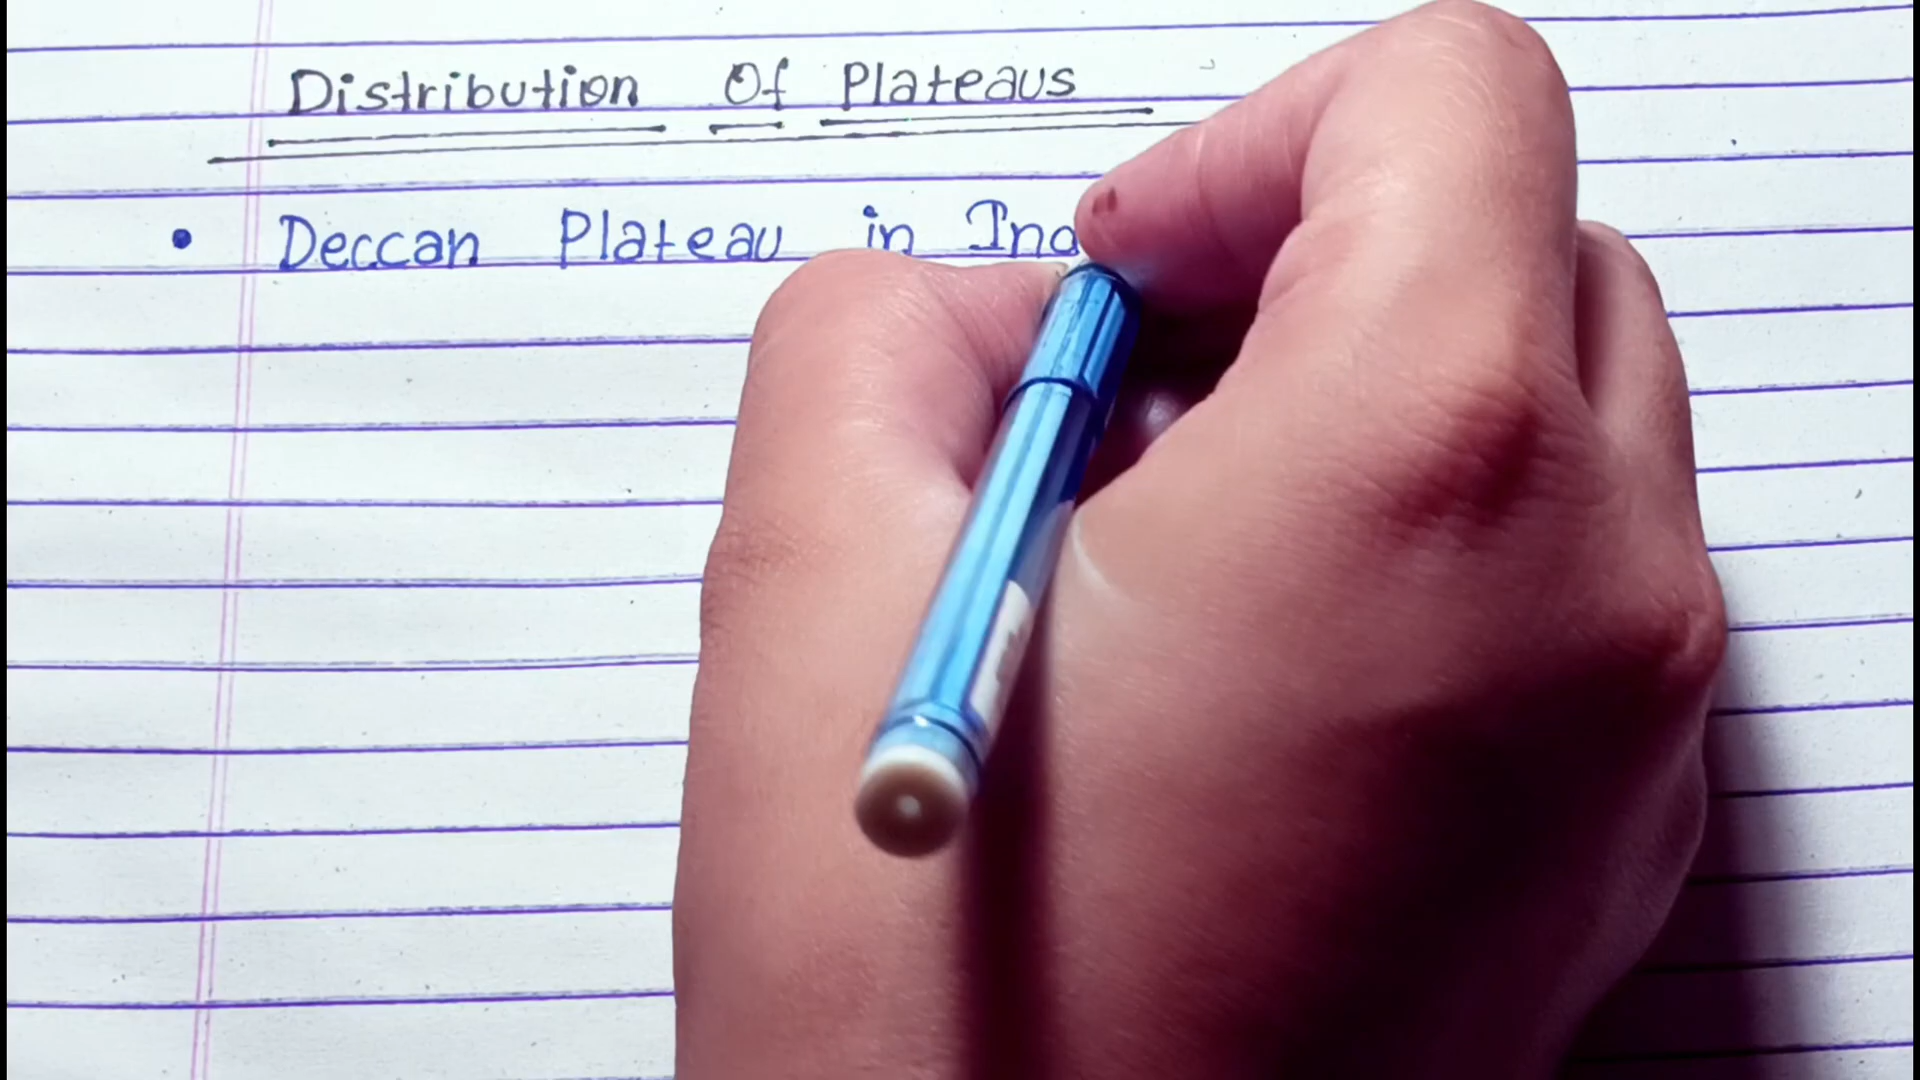 Distribution Of Plateaus
• Deccan Plateau in Ind